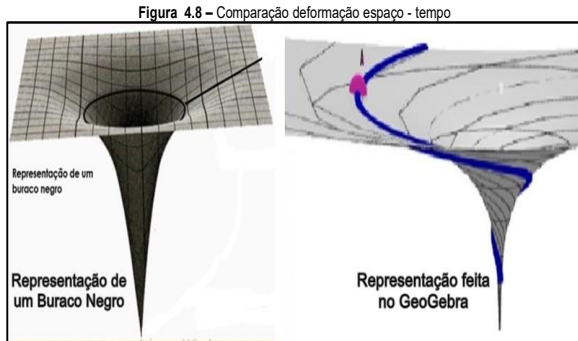 Figura 4.8 – Comparação deformação espaço - tempo
Representação de um
buraco negro
Representação de
um Buraco Negro
Representação feita
no GeoGebra